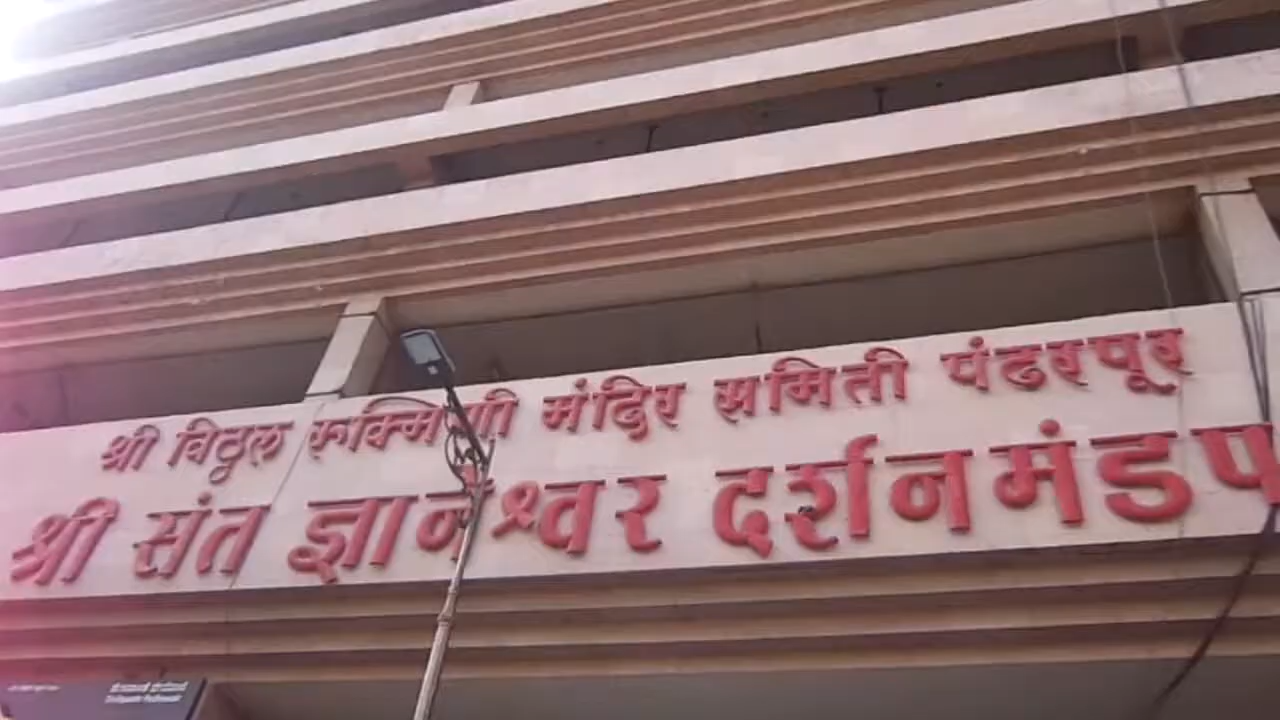 श्री विठ्ठल रूक्मिणी मंदिर समिती पंढरपूर
श्री संत ज्ञानेश्वर दर्शनमंडप